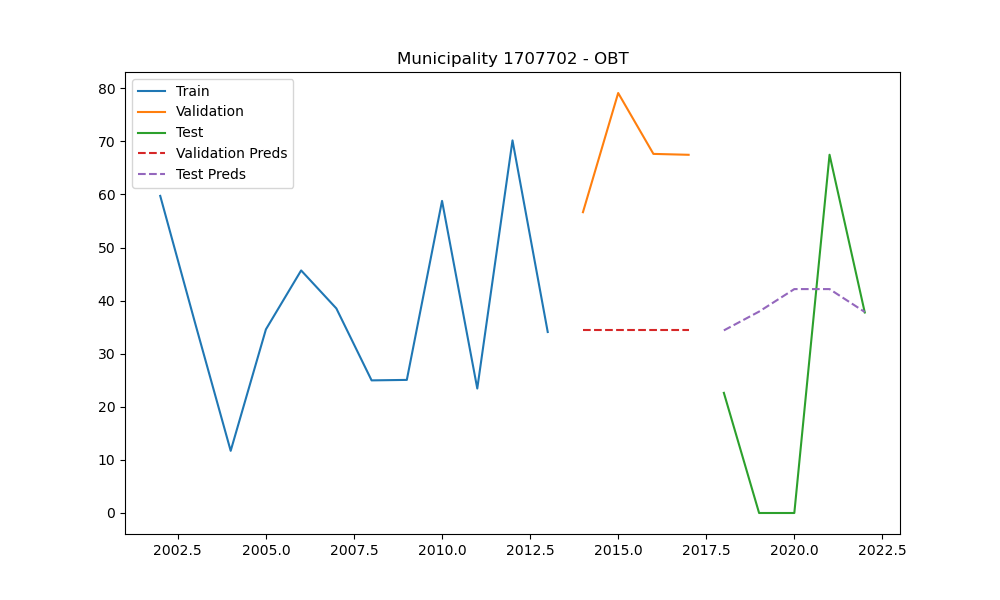 Municipality 1707702 - OBT
Train
Validation
Test
Validation Preds
Test Preds
80
70
60
50
40
30
20
10
0
2002.5 2005.0 2007.5 2010.0 2012.5 2015.0 2017.5 2020.0 2022.5